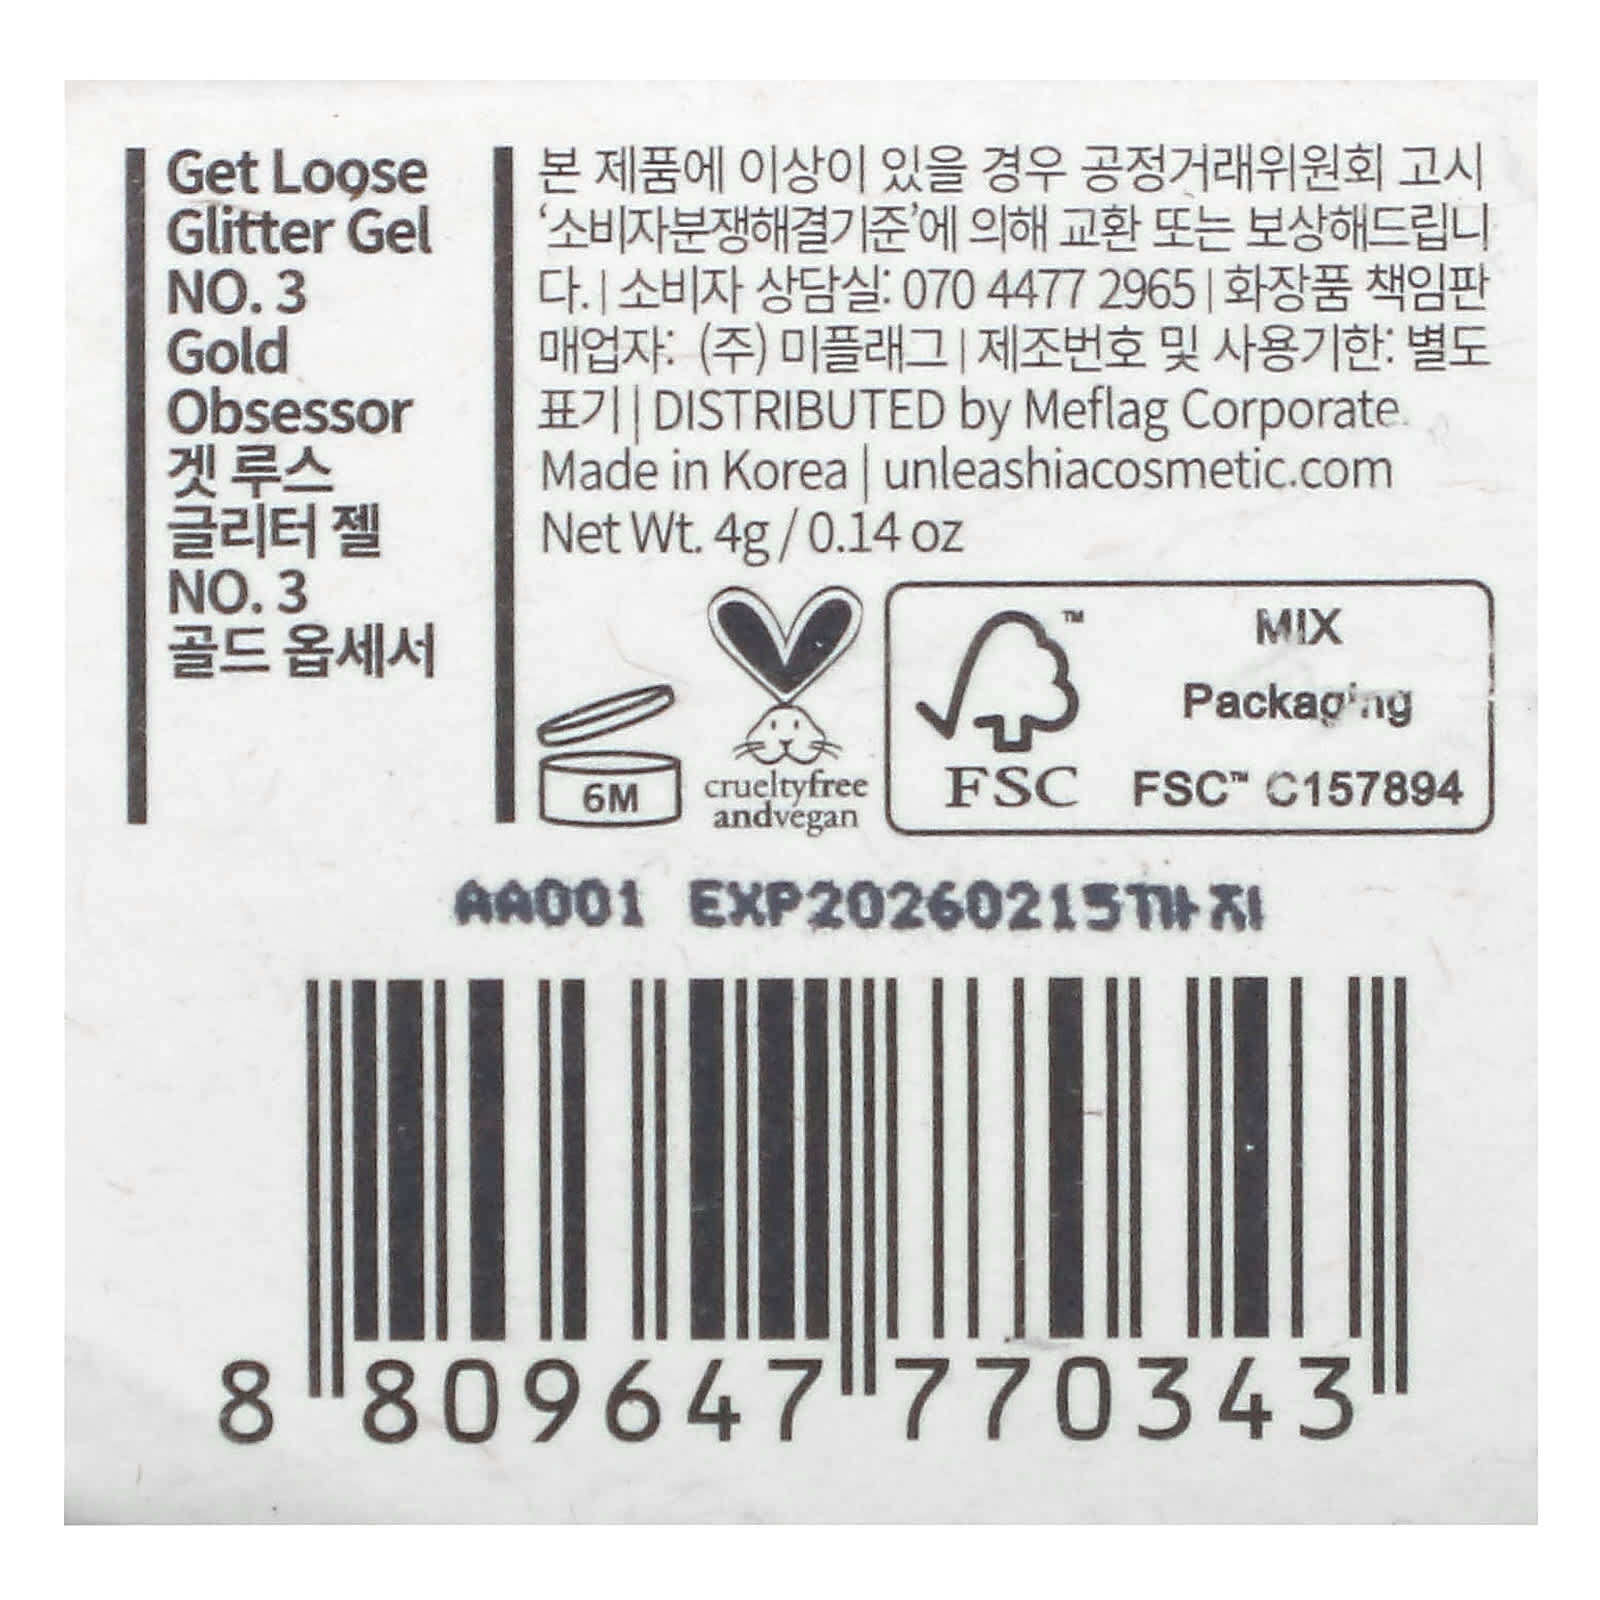 Get Loose
Glitter Gel
NO. 3
Gold
Obsessor
겟 루스
글리터 젤
NO. 3
골드 옵세서
본 제품에 이상이 있을 경우 공정거래위원회 고시
‘소비자분쟁해결기준’에 의해 교환 또는 보상해드립니
다. | 소비자 상담실: 070 4477 2965 | 화장품 책임판
매업자: (주) 미플래그 | 제조번호 및 사용기한: 별도
표기 | DISTRIBUTED by Meflag Corporate.
Made in Korea | unleashiacosmetic.com
Net Wt. 4g / 0.14 oz
6M
crueltyfree
andvegan
FSC
™
MIX
Packaging
FSC™ C157894
AA001 EXP20260215까지
8 809647 770343